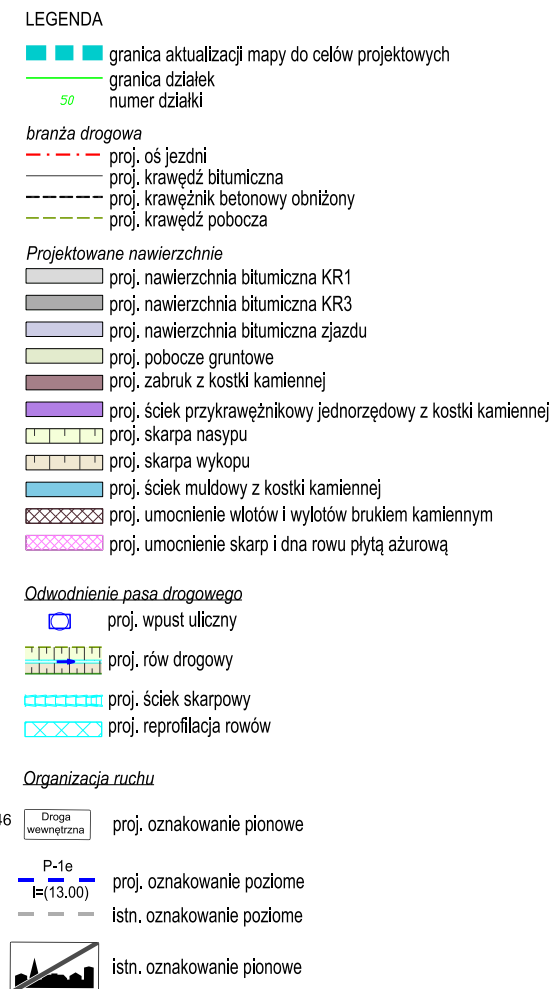 LEGENDA
granica aktualizacji mapy do celów projektowych
granica działek
50 numer działki
branża drogowa
proj. oś jezdni
proj. krawędź bitumiczna
proj. krawężnik betonowy obniżony
proj. krawędź pobocza
Projektowane nawierzchnie
proj. nawierzchnia bitumiczna KR1
proj. nawierzchnia bitumiczna KR3
proj. nawierzchnia bitumiczna zjazdu
proj. pobocze gruntowe
proj. zabruk z kostki kamiennej
proj. ściek przykrawężnikowy jednorzędowy z kostki kamiennej
proj. skarpa nasypu
proj. skarpa wykopu
proj. ściek muldowy z kostki kamiennej
proj. umocnienie wlotów i wylotów brukiem kamiennym
proj. umocnienie skarp i dna rowu płytą ażurową
Odwodnienie pasa drogowego
proj. wpust uliczny
proj. rów drogowy
proj. ściek skarpowy
proj. reprofilacja rowów
Organizacja ruchu
46 Droga
wewnętrzna
proj. oznakowanie pionowe
P-1e
l=(13.00)
proj. oznakowanie poziome
istn. oznakowanie poziome
istn. oznakowanie pionowe